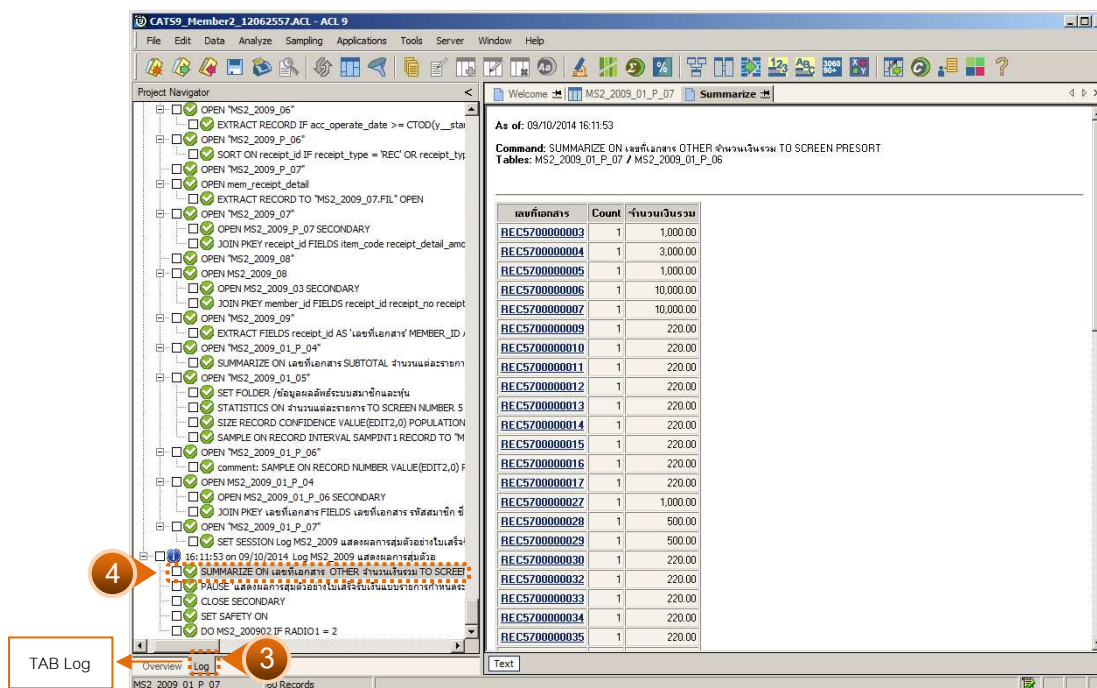 CATS9_Member2_12062557.ACL - ACL 9
File Edit Data Analyze Sampling Applications Tools Server Window Help
Project Navigator <
Welcome MS2_2009_01_P_07 Summarize
OPEN "MS2_2009_06"
EXTRACT RECORD IF acc_operate_date >= CTOD(y__star
OPEN "MS2_2009_P_06"
SORT ON receipt_id IF receipt_type = 'REC' OR receipt_typ
OPEN "MS2_2009_P_07"
OPEN mem_receipt_detail
EXTRACT RECORD TO "MS2_2009_07.FIL" OPEN
OPEN "MS2_2009_07"
OPEN MS2_2009_P_07 SECONDARY
JOIN PKEY receipt_id FIELDS item_code receipt_detail_amo
OPEN "MS2_2009_08"
OPEN MS2_2009_08
OPEN MS2_2009_03 SECONDARY
JOIN PKEY member_id FIELDS receipt_id receipt_no receipt
OPEN "MS2_2009_09"
EXTRACT FIELDS receipt_id AS 'เลขที่เอกสาร' MEMBER_ID
OPEN "MS2_2009_01_P_04"
SUMMARIZE ON เลขที่เอกสาร SUBTOTAL จำนวนแต่ละรายกา
OPEN "MS2_2009_01_05"
SET FOLDER /ข้อมูลผลลัพธ์ระบบสมาชิกและหุ้น
STATISTICS ON จำนวนแต่ละรายการ TO SCREEN NUMBER 5
SIZE RECORD CONFIDENCE VALUE(EDIT2,0) POPULATION
SAMPLE ON RECORD INTERVAL SAMPINT1 RECORD TO "M
OPEN "MS2_2009_01_P_06"
comment: SAMPLE ON RECORD NUMBER VALUE(EDIT2,0) F
OPEN MS2_2009_01_P_04
OPEN MS2_2009_01_P_06 SECONDARY
JOIN PKEY เลขที่เอกสาร FIELDS เลขที่เอกสาร รหัสสมาชิก ชื่
OPEN "MS2_2009_01_P_07"
SET SESSION Log MS2_2009 แสดงผลการสุ่มตัวอย่างใบเสร็จ
16:11:53 on 09/10/2014 Log MS2_2009 แสดงผลการสุ่มตัวอ
SUMMARIZE ON เลขที่เอกสาร OTHER จำนวนเงินรวม TO SCREE
PAUSE 'แสดงผลการสุ่มตัวอย่างใบเสร็จรับเงินแบบรายการกำหนดระ
CLOSE SECONDARY
SET SAFETY ON
DO MS2_200902 IF RADIO1 = 2
4
Overview Log
3
TAB Log
MS2_2009_01_P_07 60 Records
As of: 09/10/2014 16:11:53
Command: SUMMARIZE ON เลขที่เอกสาร OTHER จำนวนเงินรวม TO SCREEN PRESORT
Tables: MS2_2009_01_P_07 / MS2_2009_01_P_06
เลขที่เอกสาร Count จำนวนเงินรวม
REC5700000003 1 1,000.00
REC5700000004 1 3,000.00
REC5700000005 1 1,000.00
REC5700000006 1 10,000.00
REC5700000007 1 10,000.00
REC5700000009 1 220.00
REC5700000010 1 220.00
REC5700000011 1 220.00
REC5700000012 1 220.00
REC5700000013 1 220.00
REC5700000014 1 220.00
REC5700000015 1 220.00
REC5700000016 1 220.00
REC5700000017 1 220.00
REC5700000027 1 1,000.00
REC5700000028 1 500.00
REC5700000029 1 500.00
REC5700000030 1 220.00
REC5700000032 1 220.00
REC5700000033 1 220.00
REC5700000034 1 220.00
REC5700000035 1 220.00
Text